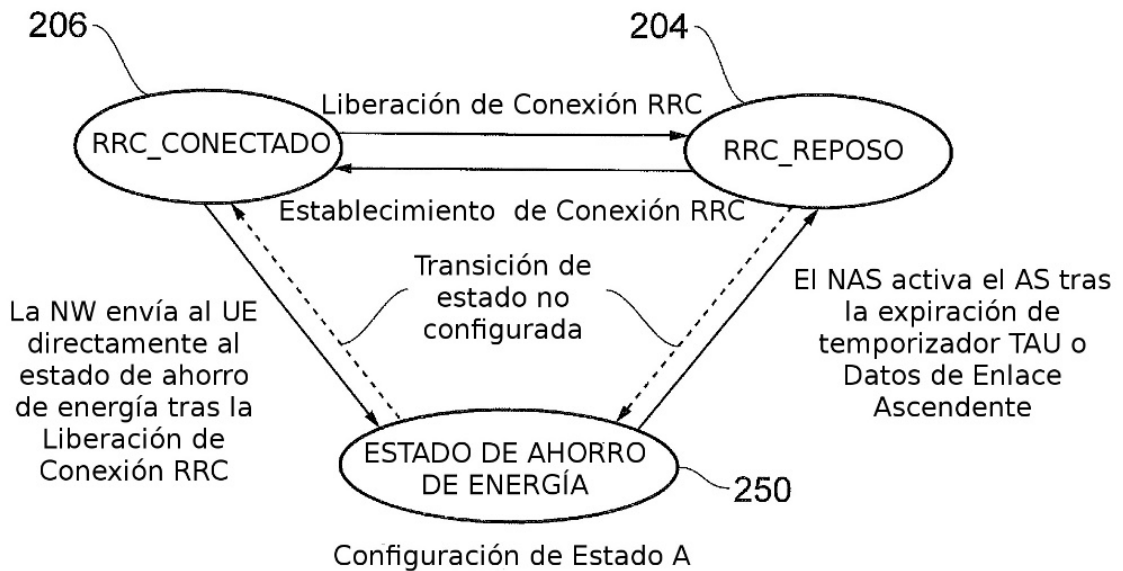 206
204
Liberación de Conexión RRC
RRC_CONECTADO
RRC_REPOSO
Establecimiento de Conexión RRC
La NW envía al UE
directamente al
estado de ahorro
de energía tras la
Liberación de
Conexión RRC
Transición de
estado no
configurada
El NAS activa el AS tras
la expiración de
temporizador TAU o
Datos de Enlace
Ascendente
ESTADO DE AHORRO
DE ENERGÍA
250
Configuración de Estado A